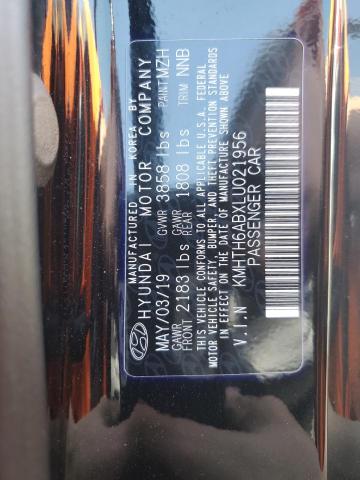 MANUFACTURED IN KOREA BY
HYUNDAI MOTOR COMPANY
MAY/03/19 GVWR 3858 lbs PAINT MZH
GAWR FRONT 2183 lbs GAWR REAR 1808 lbs TRIM NNB
THIS VEHICLE CONFORMS TO ALL APPLICABLE U.S.A. FEDERAL
MOTOR VEHICLE SAFETY, BUMPER, AND THEFT PREVENTION STANDARDS
IN EFFECT ON THE DATE OF MANUFACTURE SHOWN ABOVE
V.I.N KMHTH6ABXLU021956
PASSENGER CAR